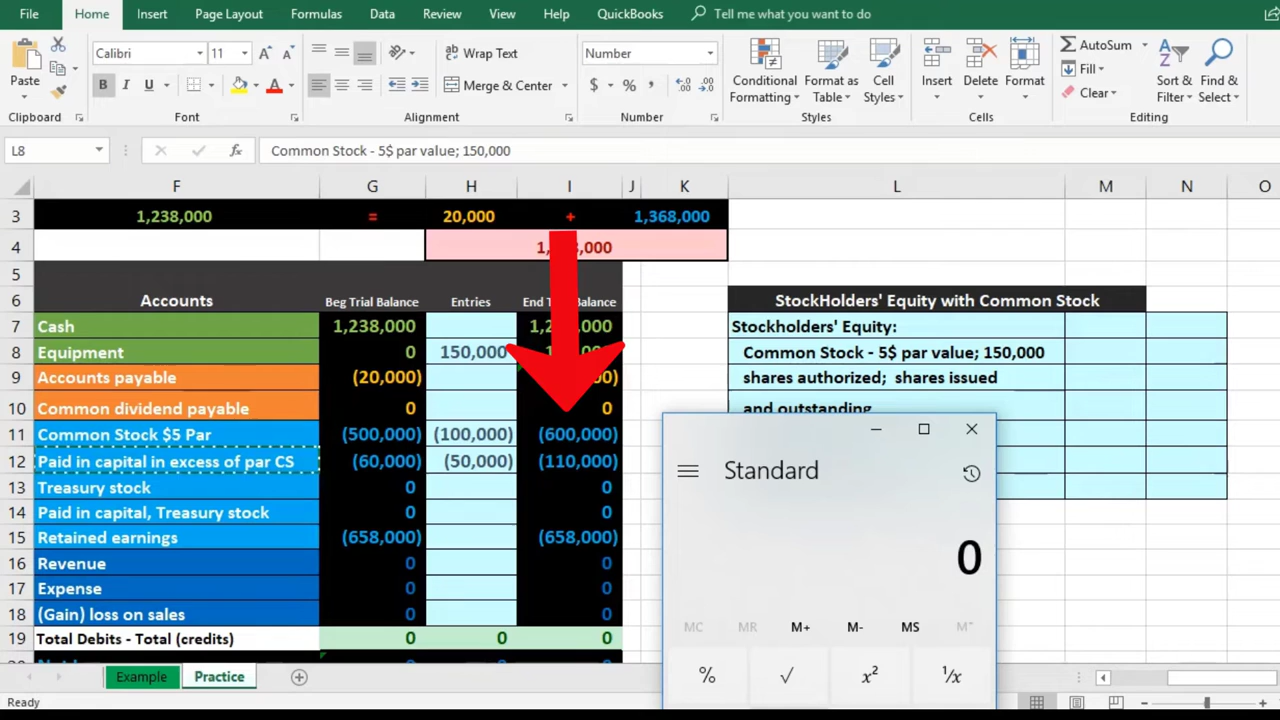 File Home Insert Page Layout Formulas Data Review View Help QuickBooks Tell me what you want to do
Paste
Calibri 11
B I U
Wrap Text
Merge & Center
Number
$ % ,
Conditional Formatting
Format as Table
Cell Styles
Insert
Delete
Format
AutoSum
Fill
Clear
Sort & Filter
Find & Select
Clipboard Font Alignment Number Styles Cells Editing
L8 fx Common Stock - 5$ par value; 150,000
F G H I J K L M N O
3 1,238,000 = 20,000 + 1,368,000
4
5
6 Accounts Beg Trial Balance Entries StockHolders' Equity with Common Stock
7 Cash 1,238,000 Stockholders' Equity:
8 Equipment 0 150,000 Common Stock - 5$ par value; 150,000
9 Accounts payable (20,000) shares authorized; shares issued
10 Common dividend payable 0 0 and outstanding
11 Common Stock $5 Par (500,000) (100,000) (600,000)
12 Paid in capital in excess of par CS (60,000) (50,000) (110,000)
13 Treasury stock 0 0
14 Paid in capital, Treasury stock 0 0
15 Retained earnings (658,000) (658,000)
16 Revenue 0 0
17 Expense 0 0
18 (Gain) loss on sales 0 0
19 Total Debits - Total (credits) 0 0 0
Standard
0
MC MR M+ M- MS
% √ x² ¹/x
Example Practice
Ready